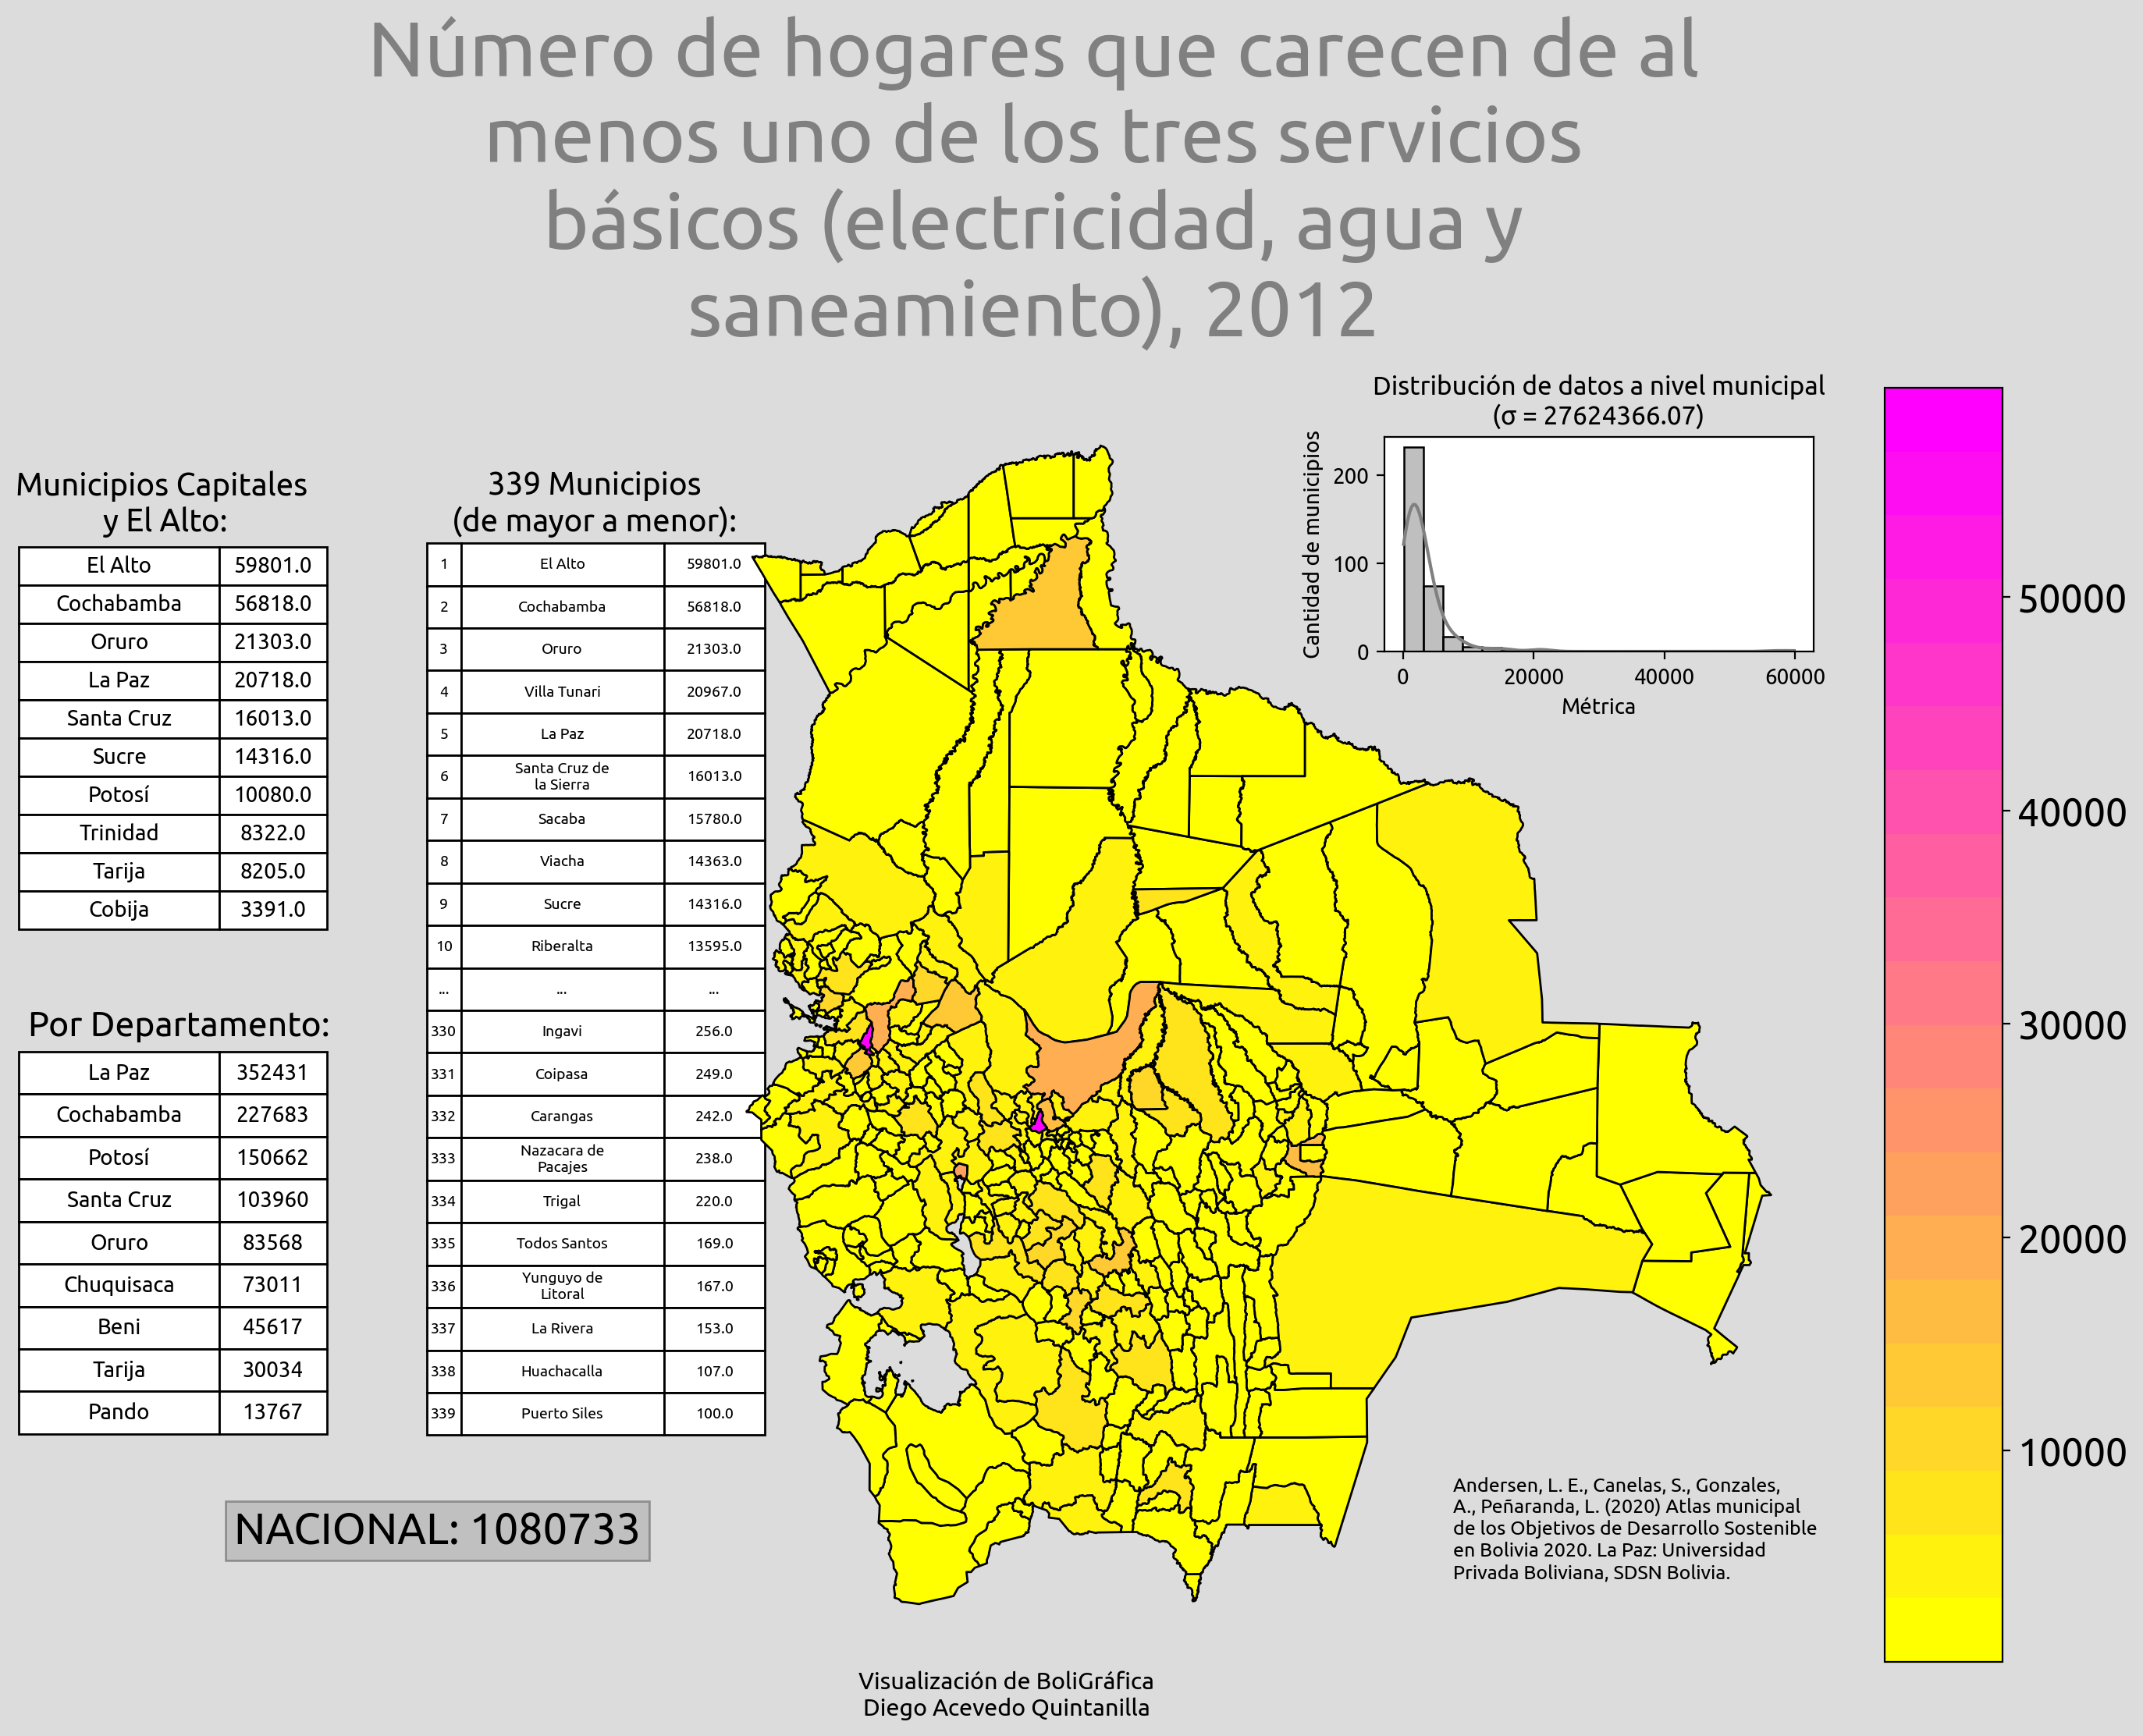 Número de hogares que carecen de al
menos uno de los tres servicios
básicos (electricidad, agua y
saneamiento), 2012
Municipios Capitales
y El Alto:
El Alto 59801.0
Cochabamba 56818.0
Oruro 21303.0
La Paz 20718.0
Santa Cruz 16013.0
Sucre 14316.0
Potosí 10080.0
Trinidad 8322.0
Tarija 8205.0
Cobija 3391.0
Por Departamento:
La Paz 352431
Cochabamba 227683
Potosí 150662
Santa Cruz 103960
Oruro 83568
Chuquisaca 73011
Beni 45617
Tarija 30034
Pando 13767
NACIONAL: 1080733
339 Municipios
(de mayor a menor):
1 El Alto 59801.0
2 Cochabamba 56818.0
3 Oruro 21303.0
4 Villa Tunari 20967.0
5 La Paz 20718.0
6 Santa Cruz de
la Sierra 16013.0
7 Sacaba 15780.0
8 Viacha 14363.0
9 Sucre 14316.0
10 Riberalta 13595.0
... ... ...
330 Ingavi 256.0
331 Coipasa 249.0
332 Carangas 242.0
333 Nazacara de
Pacajes 238.0
334 Trigal 220.0
335 Todos Santos 169.0
336 Yunguyo de
Litoral 167.0
337 La Rivera 153.0
338 Huachacalla 107.0
339 Puerto Siles 100.0
Distribución de datos a nivel municipal
(σ = 27624366.07)
Cantidad de municipios
200
100
0
0 20000 40000 60000
Métrica
50000
40000
30000
20000
10000
Andersen, L. E., Canelas, S., Gonzales,
A., Peñaranda, L. (2020) Atlas municipal
de los Objetivos de Desarrollo Sostenible
en Bolivia 2020. La Paz: Universidad
Privada Boliviana, SDSN Bolivia.
Visualización de BoliGráfica
Diego Acevedo Quintanilla